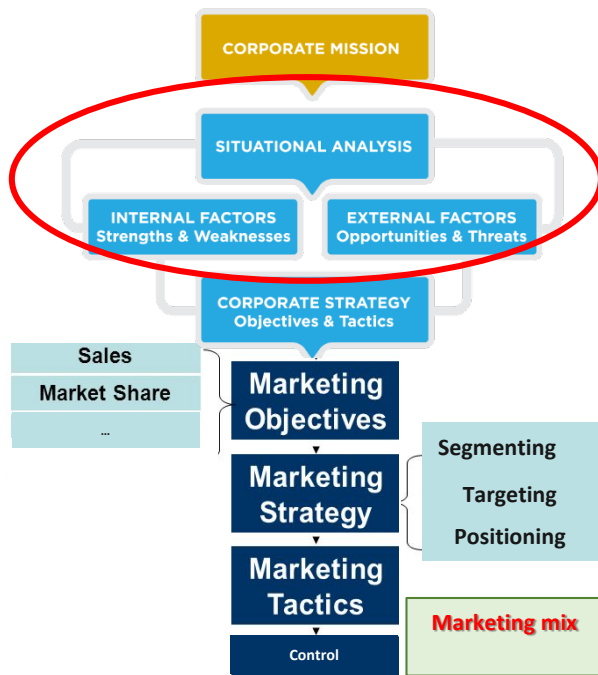 CORPORATE MISSION
SITUATIONAL ANALYSIS
INTERNAL FACTORS
Strengths & Weaknesses
EXTERNAL FACTORS
Opportunities & Threats
CORPORATE STRATEGY
Objectives & Tactics
Sales
Market Share
...
Marketing
Objectives
Marketing
Strategy
Segmenting
Targeting
Positioning
Marketing
Tactics
Marketing mix
Control